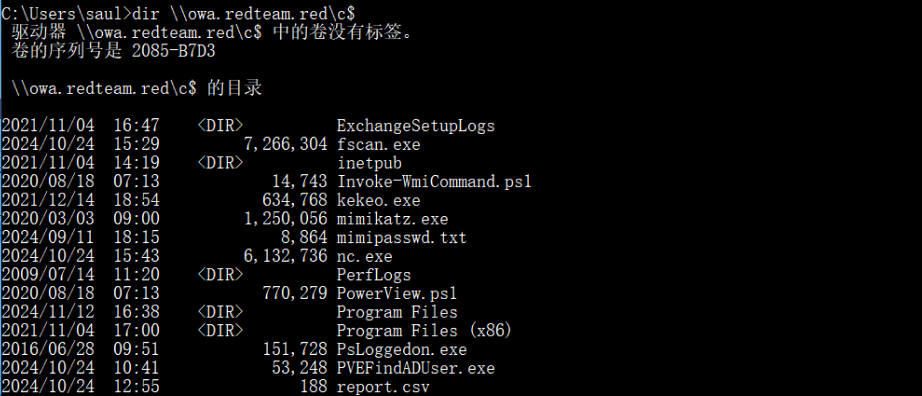 C:\Users\saul>dir \\owa.redteam.red\c$
驱动器 \\owa.redteam.red\c$ 中的卷没有标签。
卷的序列号是 2085-B7D3
\\owa.redteam.red\c$ 的目录
2021/11/04  16:47    <DIR>          ExchangeSetupLogs
2024/10/24  15:29         7,266,304 fscan.exe
2021/11/04  14:19    <DIR>          inetpub
2020/08/18  07:13            14,743 Invoke-WmiCommand.ps1
2021/12/14  18:54           634,768 kekeo.exe
2020/03/03  09:00         1,250,056 mimikatz.exe
2024/09/11  18:15             8,864 mimipasswd.txt
2024/10/24  15:43         6,132,736 nc.exe
2009/07/14  11:20    <DIR>          PerfLogs
2020/08/18  07:13           770,279 PowerView.ps1
2024/11/12  16:38    <DIR>          Program Files
2021/11/04  17:00    <DIR>          Program Files (x86)
2016/06/28  09:51           151,728 PsLoggedon.exe
2024/10/24  10:41            53,248 PVEFindADUser.exe
2024/10/24  12:55               188 report.csv